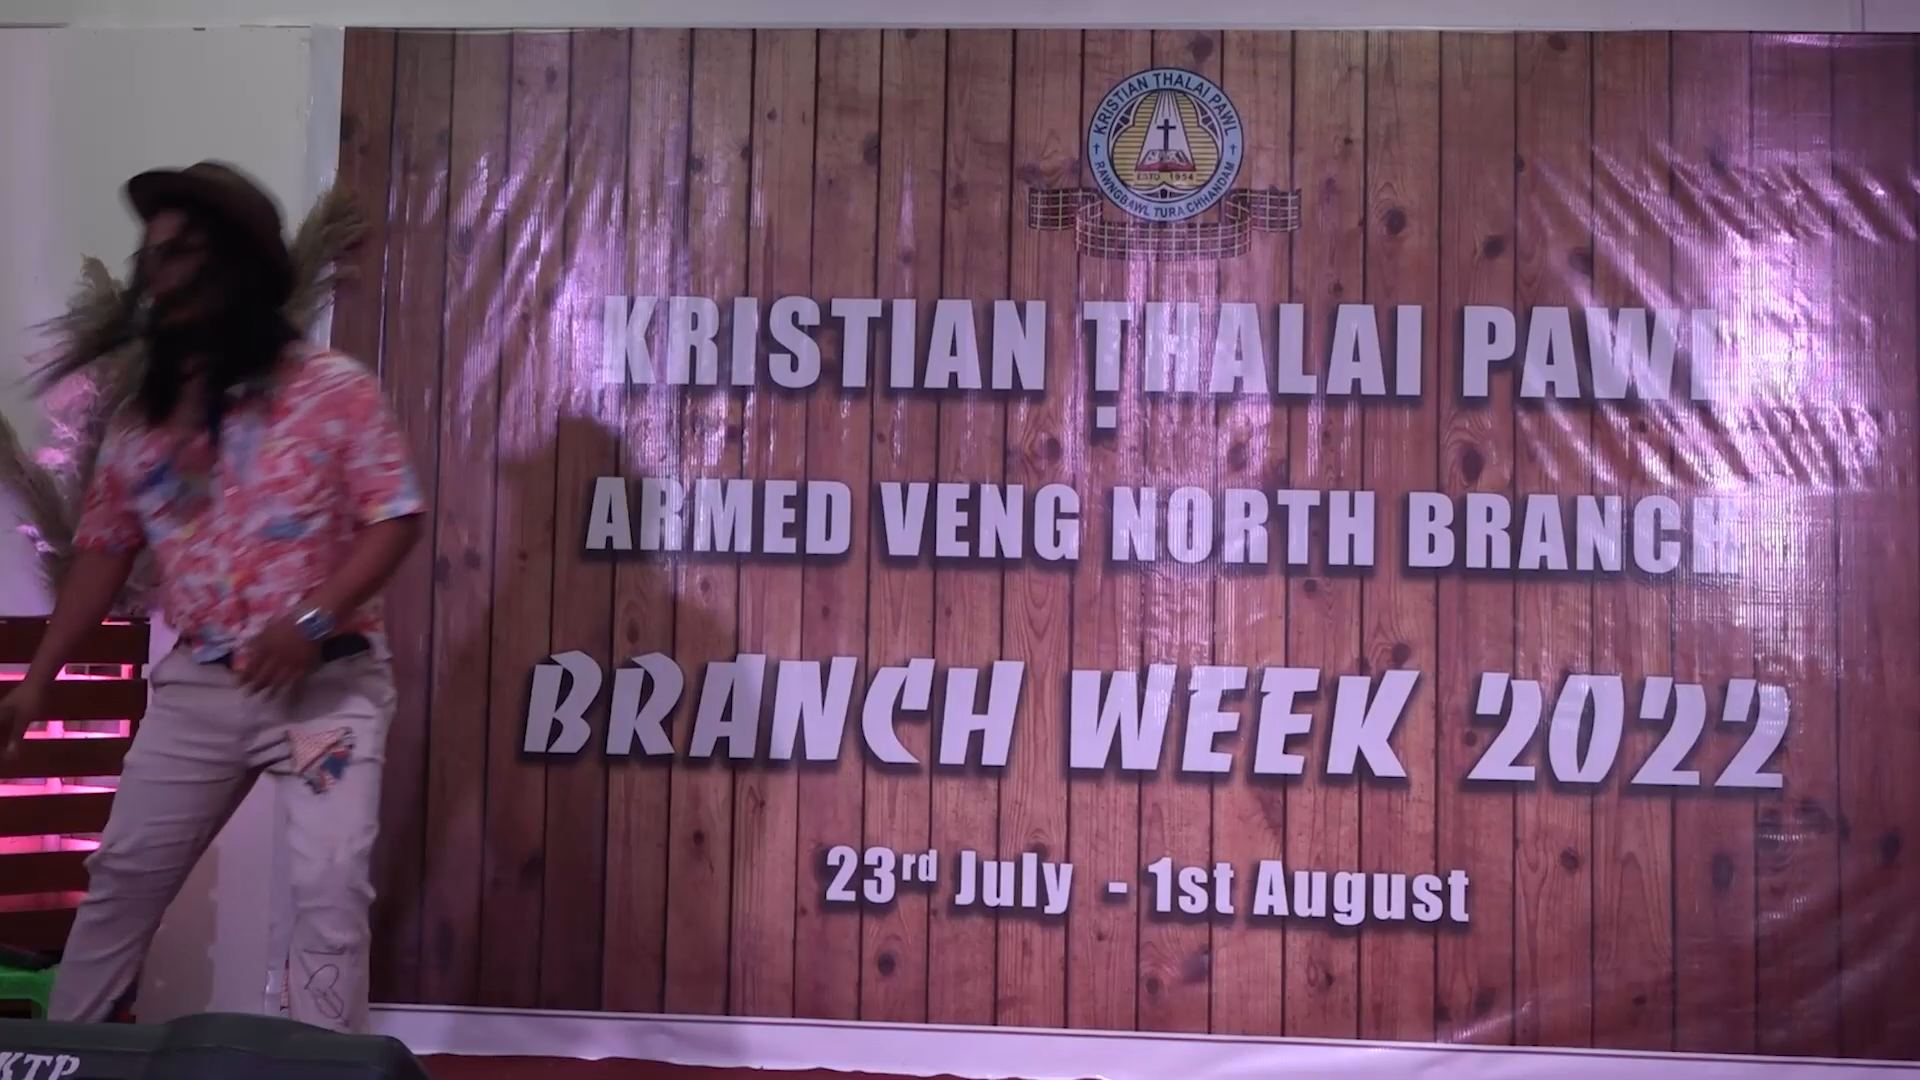 KRISTIAN THALAI PAWL
ESTD 1954
RAWNGBAWL TURA CHHANDAM
KRISTIAN ṬHALAI PAWL
ARMED VENG NORTH BRANCH
BRANCH WEEK 2022
23rd July - 1st August
KTP